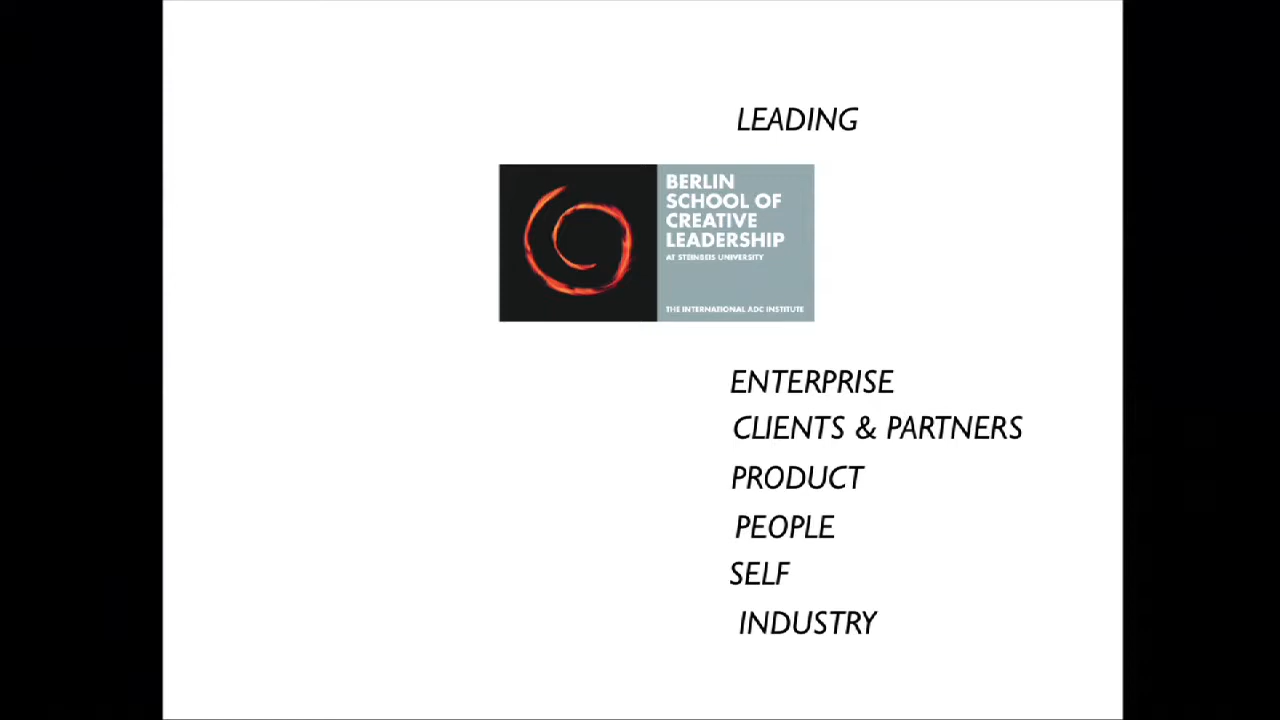 LEADING
BERLIN
SCHOOL OF
CREATIVE
LEADERSHIP
AT STEINBEIS UNIVERSITY
THE INTERNATIONAL ADC INSTITUTE
ENTERPRISE
CLIENTS & PARTNERS
PRODUCT
PEOPLE
SELF
INDUSTRY